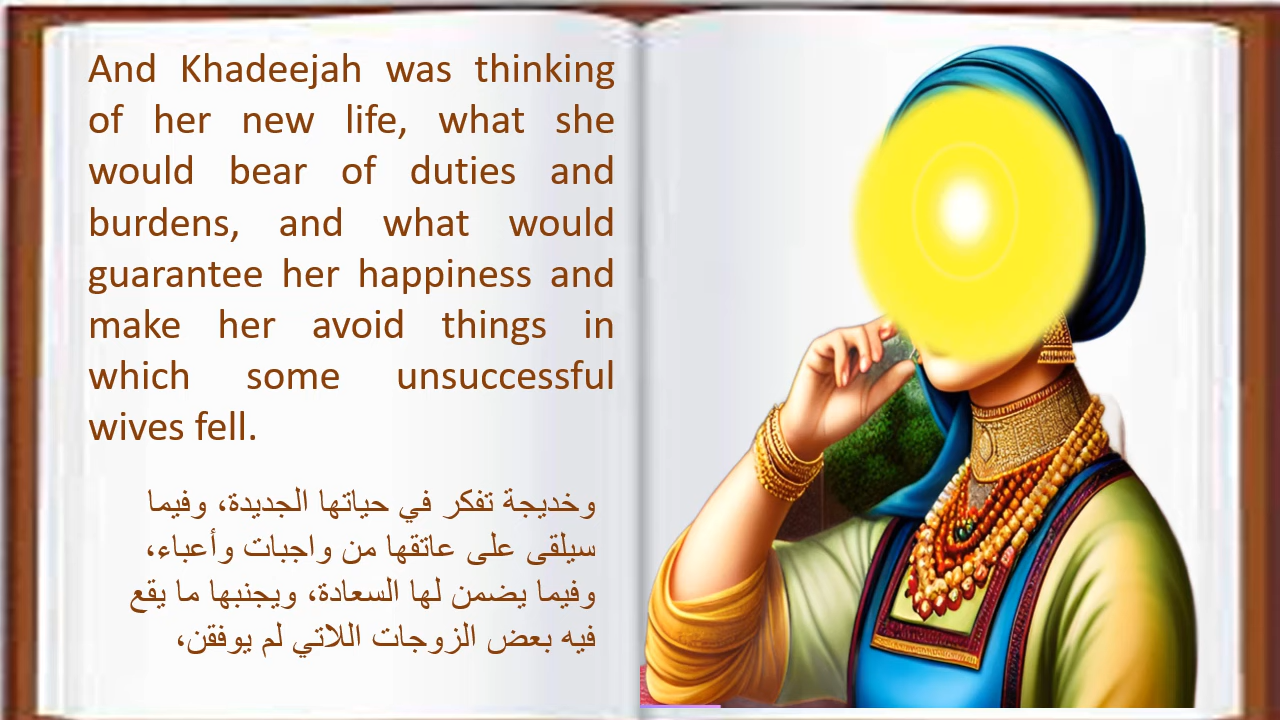 And Khadeejah was thinking
of her new life, what she
would bear of duties and
burdens, and what would
guarantee her happiness and
make her avoid things in
which some unsuccessful
wives fell.
وخديجة تفكر في حياتها الجديدة، وفيما
سيلقى على عاتقها من واجبات وأعباء،
وفيما يضمن لها السعادة، ويجنبها ما يقع
فيه بعض الزوجات اللاتي لم يوفقن،